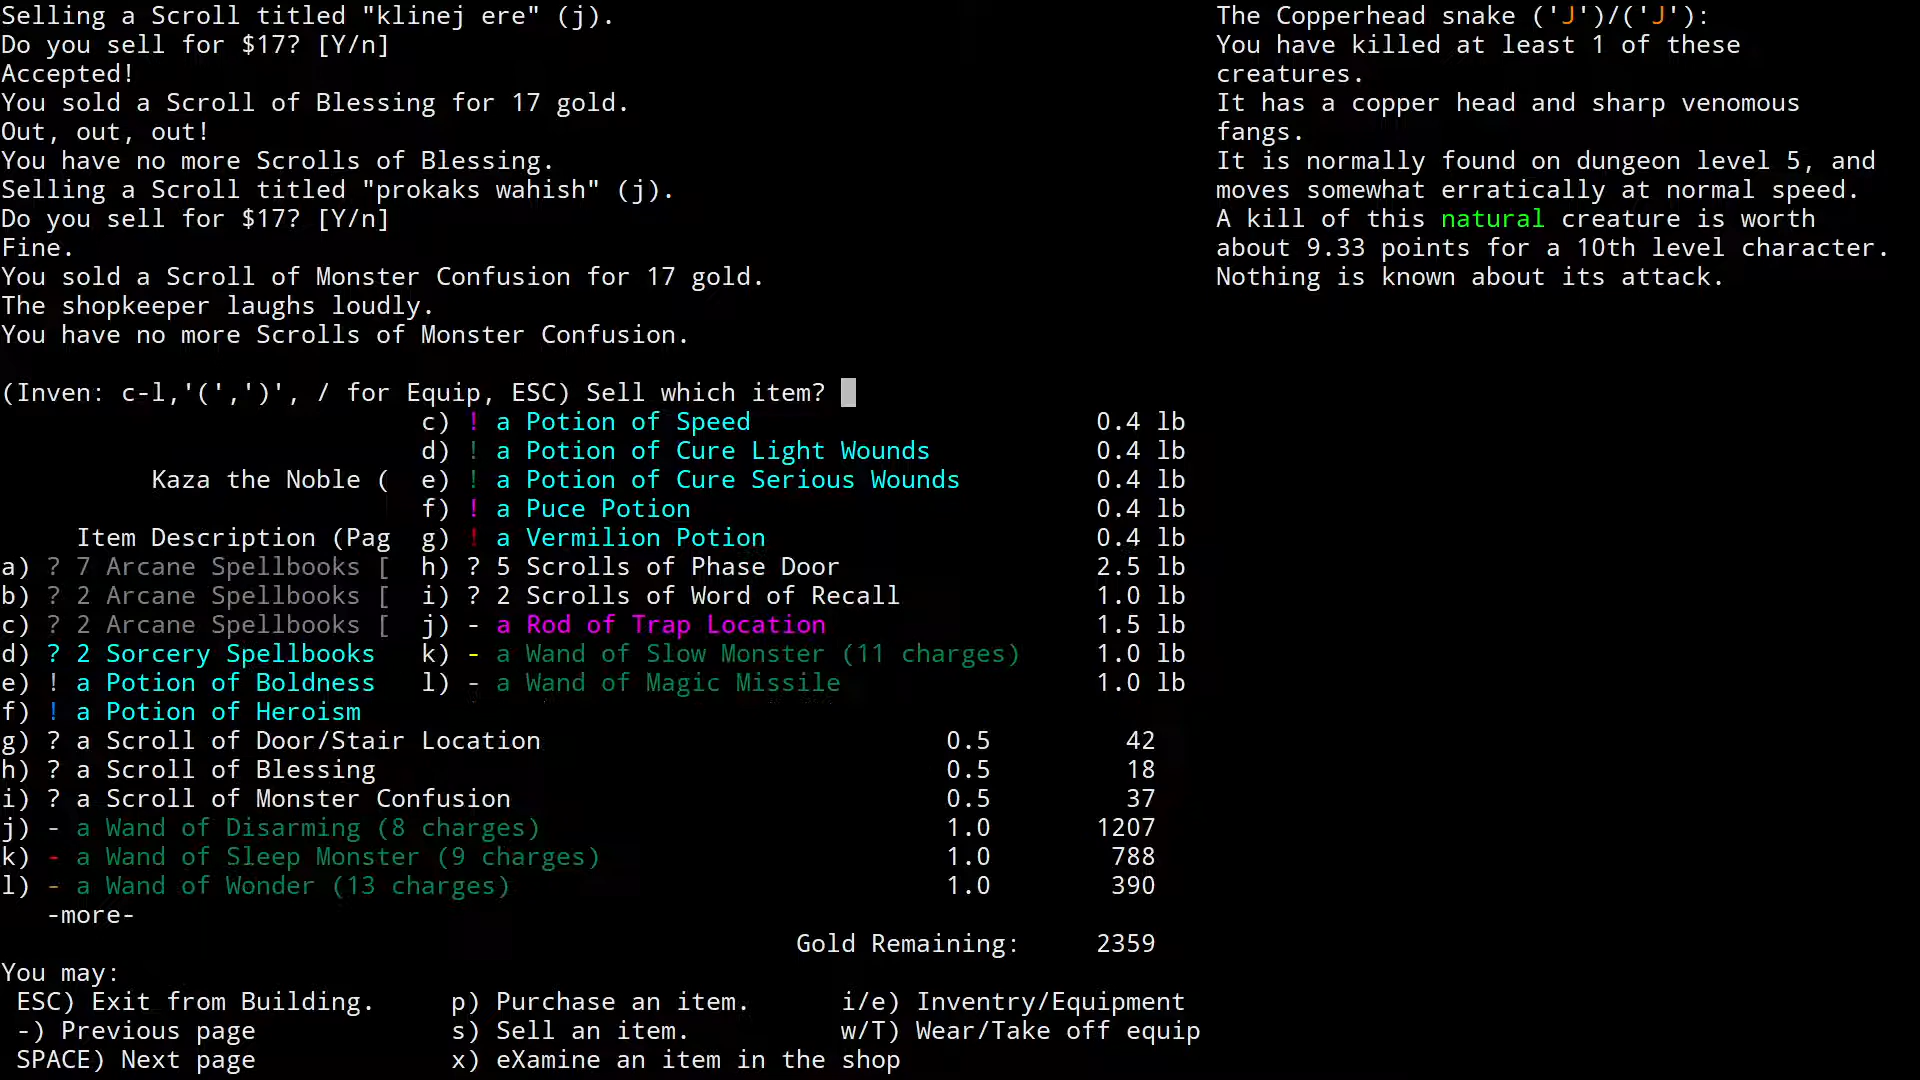 Selling a Scroll titled "klinej ere" (j).
Do you sell for $17? [Y/n]
Accepted!
You sold a Scroll of Blessing for 17 gold.
Out, out, out!
You have no more Scrolls of Blessing.
Selling a Scroll titled "prokaks wahish" (j).
Do you sell for $17? [Y/n]
Fine.
You sold a Scroll of Monster Confusion for 17 gold.
The shopkeeper laughs loudly.
You have no more Scrolls of Monster Confusion.
(Inven: c-l,'(',')', / for Equip, ESC) Sell which item?
c) ! a Potion of Speed 0.4 lb
d) ! a Potion of Cure Light Wounds 0.4 lb
e) ! a Potion of Cure Serious Wounds 0.4 lb
f) ! a Puce Potion 0.4 lb
g) ! a Vermilion Potion 0.4 lb
h) ? 5 Scrolls of Phase Door 2.5 lb
i) ? 2 Scrolls of Word of Recall 1.0 lb
j) - a Rod of Trap Location 1.5 lb
k) - a Wand of Slow Monster (11 charges) 1.0 lb
l) - a Wand of Magic Missile 1.0 lb
Kaza the Noble (
Item Description (Pag
a) ? 7 Arcane Spellbooks [
b) ? 2 Arcane Spellbooks [
c) ? 2 Arcane Spellbooks [
d) ? 2 Sorcery Spellbooks
e) ! a Potion of Boldness
f) ! a Potion of Heroism
g) ? a Scroll of Door/Stair Location 0.5 42
h) ? a Scroll of Blessing 0.5 18
i) ? a Scroll of Monster Confusion 0.5 37
j) - a Wand of Disarming (8 charges) 1.0 1207
k) - a Wand of Sleep Monster (9 charges) 1.0 788
l) - a Wand of Wonder (13 charges) 1.0 390
-more-
Gold Remaining: 2359
You may:
ESC) Exit from Building. p) Purchase an item. i/e) Inventry/Equipment
-) Previous page s) Sell an item. w/T) Wear/Take off equip
SPACE) Next page x) eXamine an item in the shop
The Copperhead snake ('J')/('J'):
You have killed at least 1 of these
creatures.
It has a copper head and sharp venomous
fangs.
It is normally found on dungeon level 5, and
moves somewhat erratically at normal speed.
A kill of this natural creature is worth
about 9.33 points for a 10th level character.
Nothing is known about its attack.